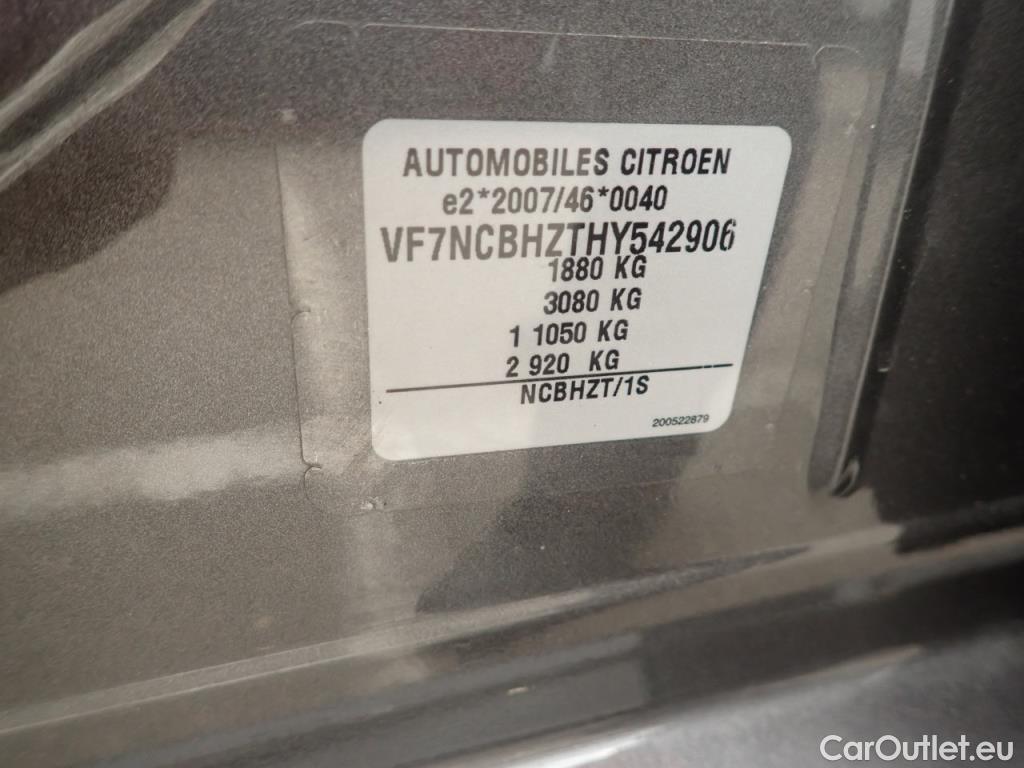 AUTOMOBILES CITROEN
e2*2007/46*0040
VF7NCBHZTHY542906
1880 KG
3080 KG
1 1050 KG
2 920 KG
NCBHZT/1S
200522879
CarOutlet.eu